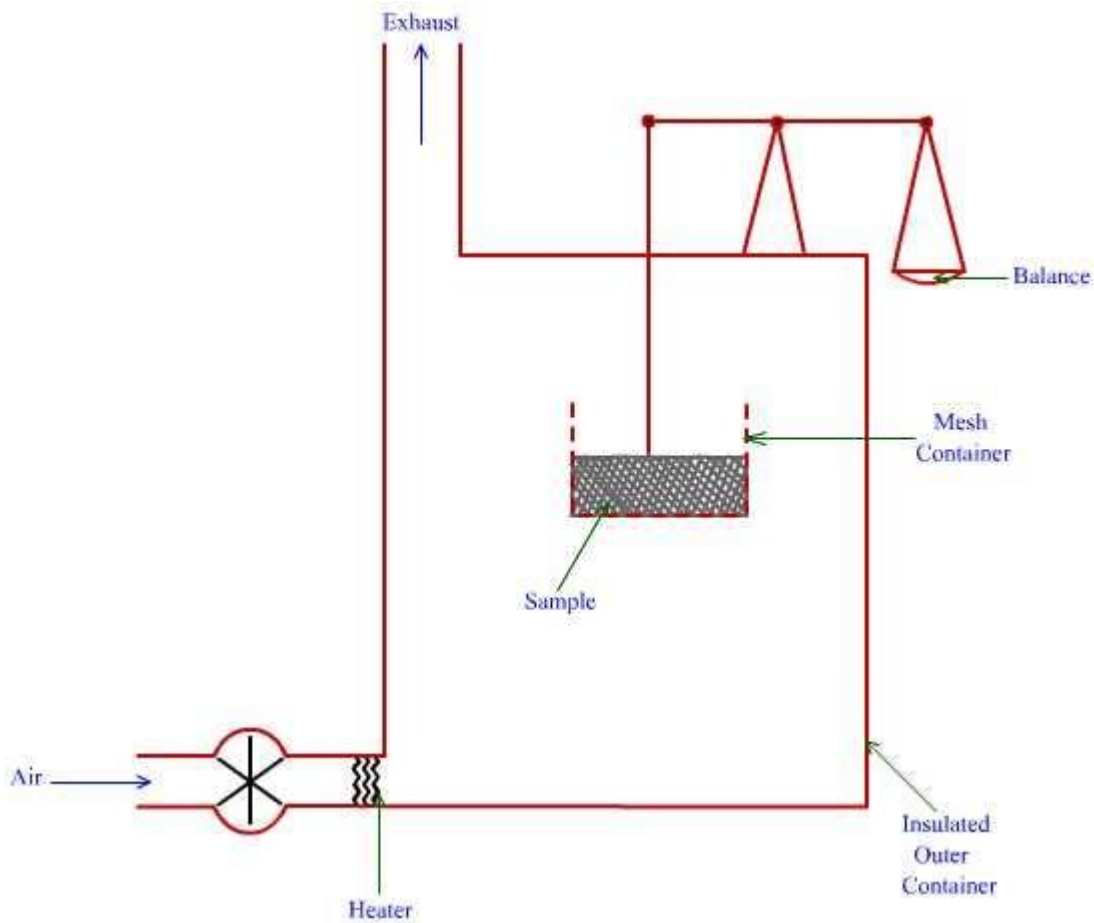 Exhaust
Balance
Mesh
Container
Sample
Air
Insulated
Outer
Container
Heater